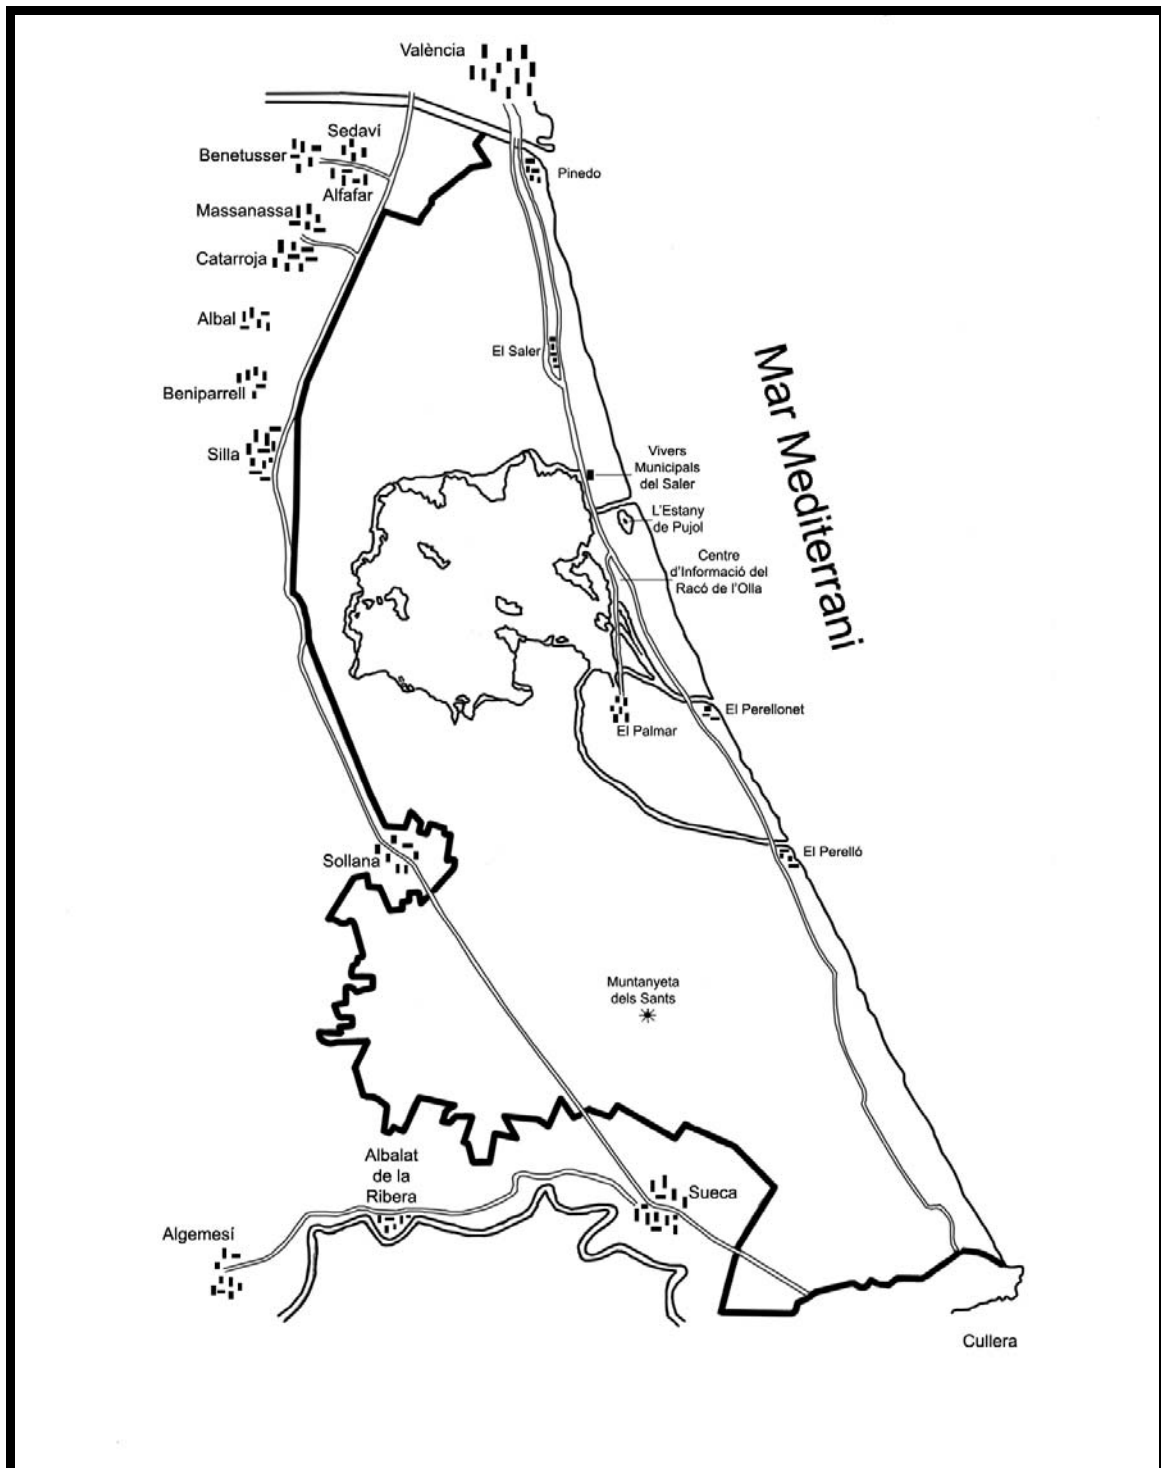 València
Sedaví
Benetusser
Pinedo
Alfafar
Massanassa
Catarroja
Albal
El Saler
Mar Mediterrani
Beniparrell
Silla
Vivers
Municipals
del Saler
L'Estany
de Pujol
Centre
d'Informació del
Racó de l'Olla
El Perellonet
El Palmar
El Perelló
Sollana
Muntanyeta
dels Sants
Albalat
de la
Ribera
Sueca
Algemesí
Cullera